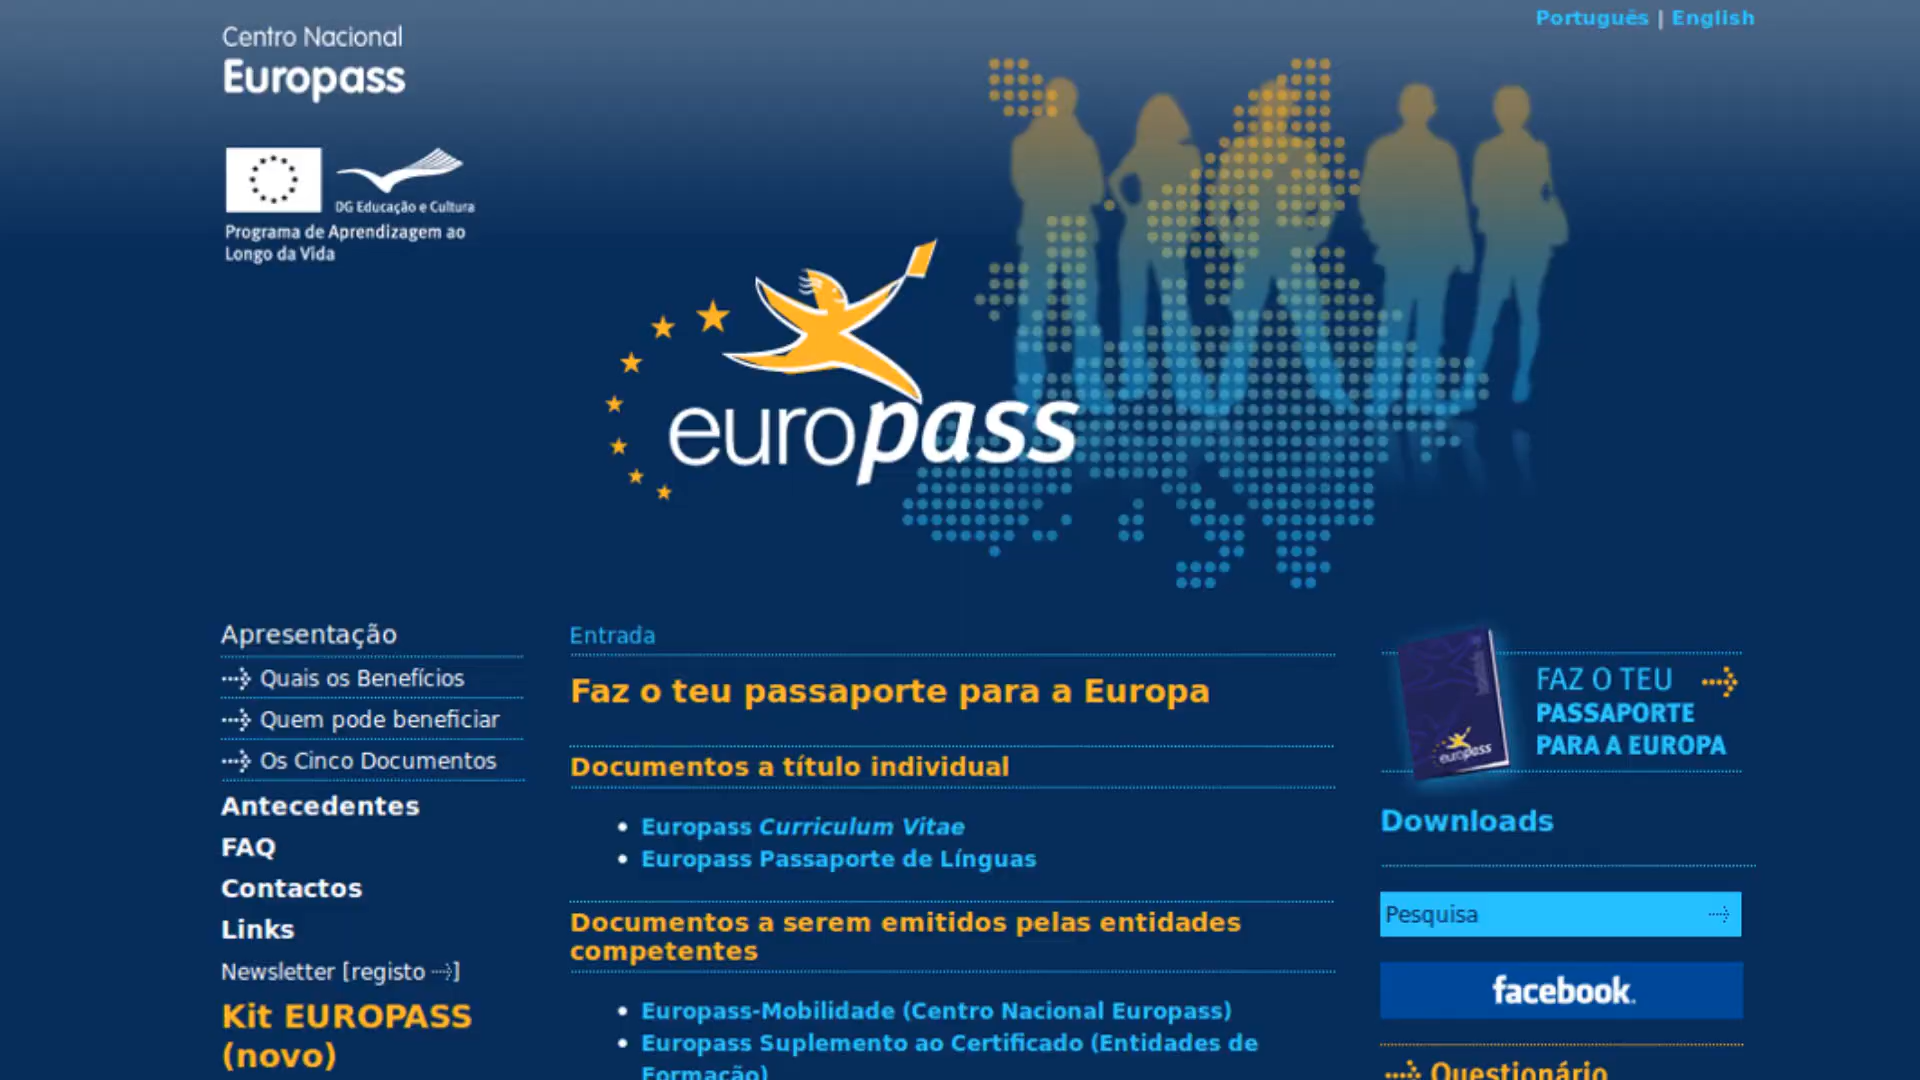 Português | English
Centro Nacional
Europass
DG Educação e Cultura
Programa de Aprendizagem ao
Longo da Vida
europass
Apresentação
Quais os Benefícios
Quem pode beneficiar
Os Cinco Documentos
Antecedentes
FAQ
Contactos
Links
Newsletter [registo ]
Kit EUROPASS
(novo)
Entrada
Faz o teu passaporte para a Europa
Documentos a título individual
• Europass Curriculum Vitae
• Europass Passaporte de Línguas
Documentos a serem emitidos pelas entidades
competentes
• Europass-Mobilidade (Centro Nacional Europass)
• Europass Suplemento ao Certificado (Entidades de
Formação)
europass
FAZ O TEU
PASSAPORTE
PARA A EUROPA
Downloads
Pesquisa
facebook.
Questionário